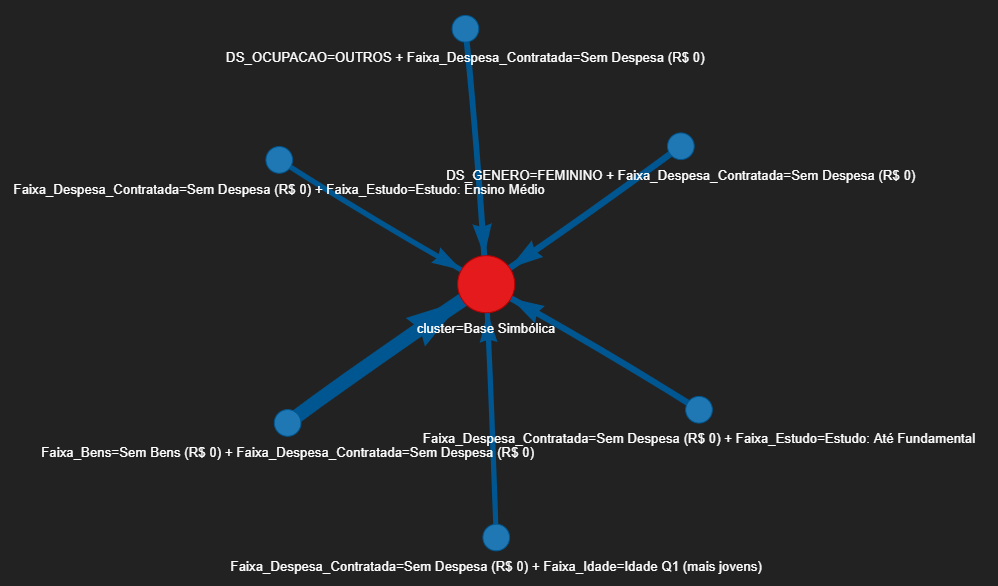 DS_OCUPACAO=OUTROS + Faixa_Despesa_Contratada=Sem Despesa (R$ 0)
DS_GENERO=FEMININO + Faixa_Despesa_Contratada=Sem Despesa (R$ 0)
Faixa_Despesa_Contratada=Sem Despesa (R$ 0) + Faixa_Estudo=Estudo: Ensino Médio
cluster=Base Simbólica
Faixa_Despesa_Contratada=Sem Despesa (R$ 0) + Faixa_Estudo=Estudo: Até Fundamental
Faixa_Bens=Sem Bens (R$ 0) + Faixa_Despesa_Contratada=Sem Despesa (R$ 0)
Faixa_Despesa_Contratada=Sem Despesa (R$ 0) + Faixa_Idade=Idade Q1 (mais jovens)